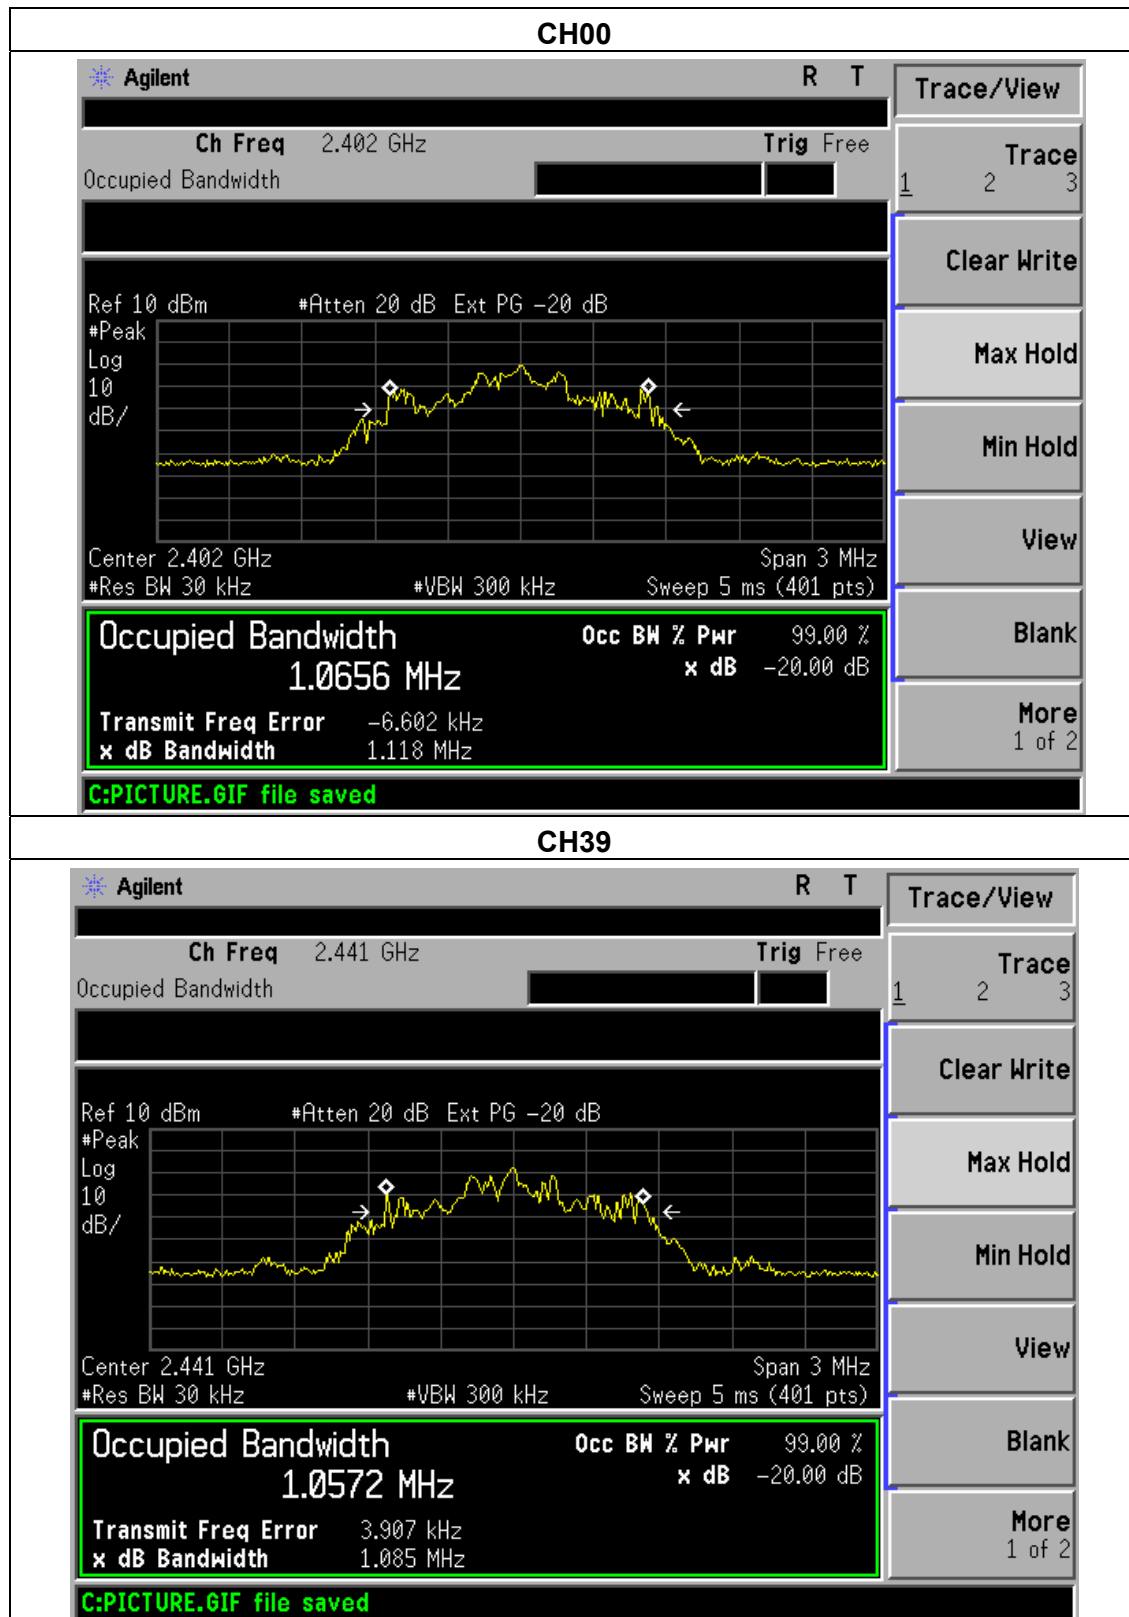 CH00
Agilent R T
Trace/View
Ch Freq 2.402 GHz Trig Free
Occupied Bandwidth
Trace
1 2 3
Clear Write
Ref 10 dBm #Atten 20 dB Ext PG -20 dB
#Peak
Log
10
dB/
Max Hold
Min Hold
View
Center 2.402 GHz Span 3 MHz
#Res BW 30 kHz #VBW 300 kHz Sweep 5 ms (401 pts)
Occupied Bandwidth Occ BW % Pwr 99.00 %
1.0656 MHz x dB -20.00 dB
Blank
Transmit Freq Error -6.602 kHz
x dB Bandwidth 1.118 MHz
More
1 of 2
C:PICTURE.GIF file saved
CH39
Agilent R T
Trace/View
Ch Freq 2.441 GHz Trig Free
Occupied Bandwidth
Trace
1 2 3
Clear Write
Ref 10 dBm #Atten 20 dB Ext PG -20 dB
#Peak
Log
10
dB/
Max Hold
Min Hold
View
Center 2.441 GHz Span 3 MHz
#Res BW 30 kHz #VBW 300 kHz Sweep 5 ms (401 pts)
Occupied Bandwidth Occ BW % Pwr 99.00 %
1.0572 MHz x dB -20.00 dB
Blank
Transmit Freq Error 3.907 kHz
x dB Bandwidth 1.085 MHz
More
1 of 2
C:PICTURE.GIF file saved